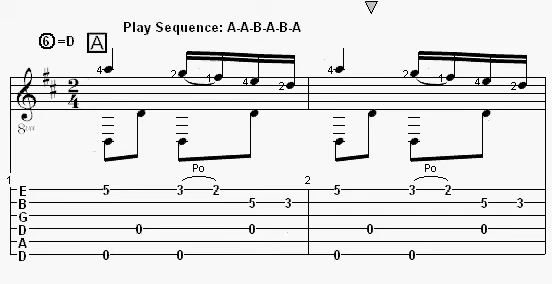 Play Sequence: A-A-B-A-B-A
6 =D A
4 2 1 4 2 4 2 1 4 2
2
4
8va
Po Po
1 2
E 5 3 2 5 3 2
B 5 3 5 3
G
D 0 0 0 0
A
D 0 0 0 0